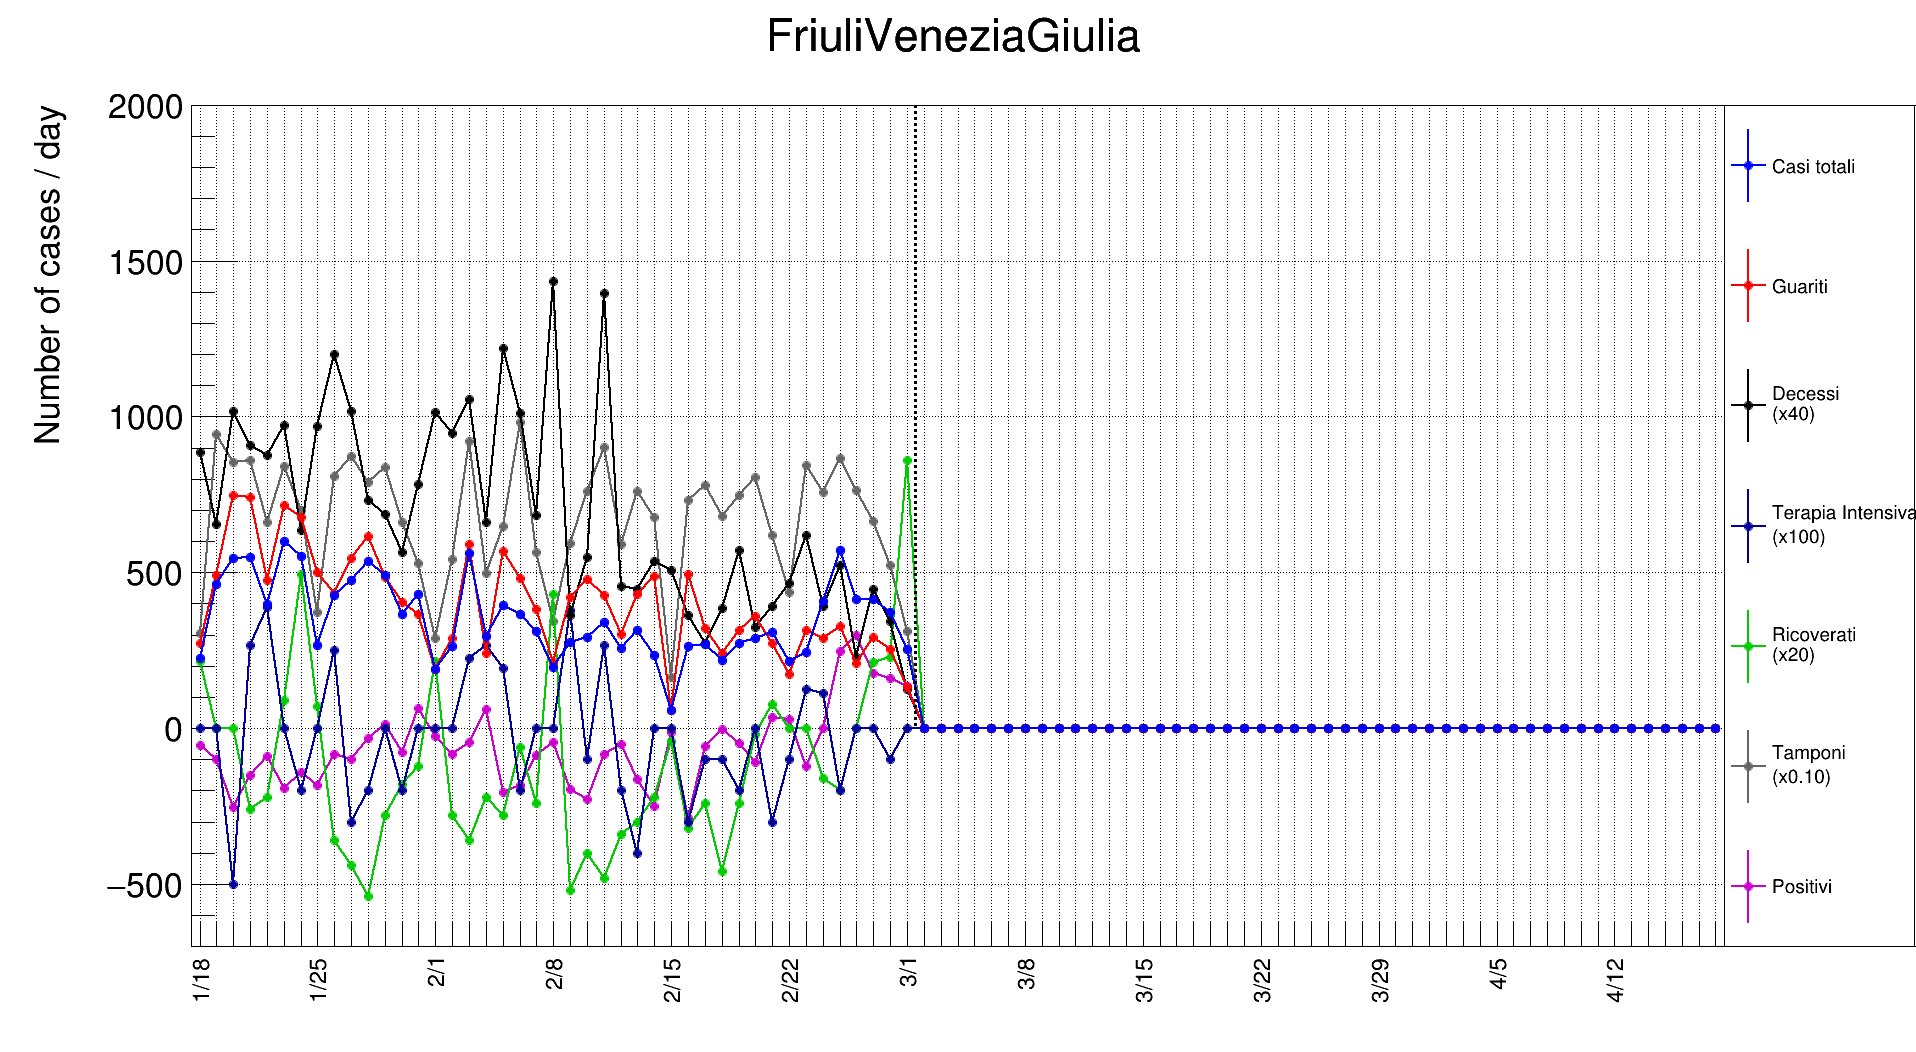 FriuliVeneziaGiulia
Number of cases / day
2000
1500
1000
500
0
−500
1/18
1/25
2/1
2/8
2/15
2/22
3/1
3/8
3/15
3/22
3/29
4/5
4/12
Casi totali
Guariti
Decessi
(x40)
Terapia Intensiva
(x100)
Ricoverati
(x20)
Tamponi
(x0.10)
Positivi